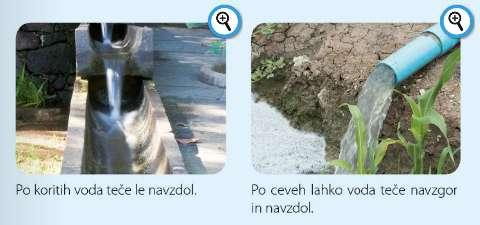 Po koritih voda teče le navzdol.
Po ceveh lahko voda teče navzgor
in navzdol.